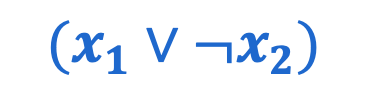 (x₁ ∨ ¬x₂)